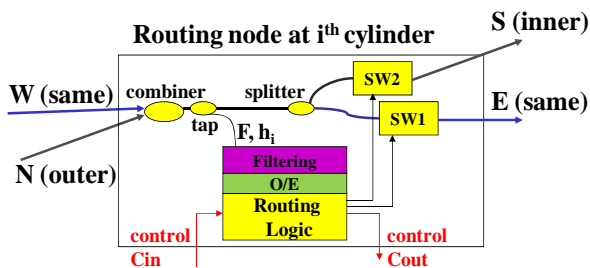 Routing node at iᵗʰ cylinder
S (inner)
W (same)
combiner
splitter
SW2
E (same)
SW1
tap
F, hᵢ
N (outer)
Filtering
O/E
Routing
Logic
control
Cin
control
Cout